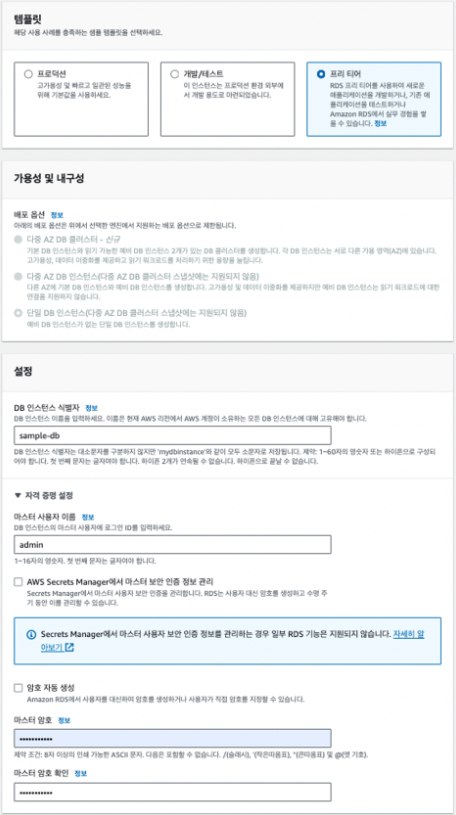 템플릿
해당 사용 사례를 충족하는 샘플 템플릿을 선택하세요.
프로덕션
고가용성 및 빠르고 일관된 성능을
위해 기본값을 사용하세요.
개발/테스트
이 인스턴스는 프로덕션 환경 외부에
서 개발 용도로 마련되었습니다.
프리 티어
RDS 프리 티어를 사용하여 새로운
애플리케이션을 개발하거나, 기존 애
플리케이션을 테스트하거나
Amazon RDS에서 실무 경험을 쌓
을 수 있습니다. 정보
가용성 및 내구성
배포 옵션 정보
아래의 배포 옵션은 위에서 선택한 엔진에서 지원하는 배포 옵션으로 제한됩니다.
다중 AZ DB 클러스터 - 신규
기본 DB 인스턴스와 읽기 가능한 예비 DB 인스턴스 2개가 있는 DB 클러스터를 생성합니다. 각 DB 인스턴스는 서로 다른 가용 영역(AZ)에 있습니다.
고가용성, 데이터 이중화를 제공하고 읽기 워크로드를 처리하기 위한 용량을 늘립니다.
다중 AZ DB 인스턴스(다중 AZ DB 클러스터 스냅샷에는 지원되지 않음)
다른 AZ에 기본 DB 인스턴스와 예비 DB 인스턴스를 생성합니다. 고가용성 및 데이터 이중화를 제공하지만 예비 DB 인스턴스는 읽기 워크로드에 대한
연결을 지원하지 않습니다.
단일 DB 인스턴스(다중 AZ DB 클러스터 스냅샷에는 지원되지 않음)
예비 DB 인스턴스가 없는 단일 DB 인스턴스를 생성합니다.
설정
DB 인스턴스 식별자 정보
DB 인스턴스 이름을 입력하세요. 이름은 현재 AWS 리전에서 AWS 계정이 소유하는 모든 DB 인스턴스에 대해 고유해야 합니다.
sample-db
DB 인스턴스 식별자는 대소문자를 구분하지 않지만 'mydbinstance'와 같이 모두 소문자로 저장됩니다. 제약: 1~60자의 영숫자 또는 하이픈으로 구성되
어야 합니다. 첫 번째 문자는 글자여야 합니다. 하이픈 2개가 연속될 수 없습니다. 하이픈으로 끝날 수 없습니다.
▼ 자격 증명 설정
마스터 사용자 이름 정보
DB 인스턴스의 마스터 사용자에 로그인 ID를 입력하세요.
admin
1~16자의 영숫자. 첫 번째 문자는 글자여야 합니다.
AWS Secrets Manager에서 마스터 보안 인증 정보 관리
Secrets Manager에서 마스터 사용자 보안 인증을 관리합니다. RDS는 사용자 대신 암호를 생성하고 수명 주
기 동안 이를 관리할 수 있습니다.
Secrets Manager에서 마스터 사용자 보안 인증 정보를 관리하는 경우 일부 RDS 기능은 지원되지 않습니다. 자세히 알
아보기
암호 자동 생성
Amazon RDS에서 사용자를 대신하여 암호를 생성하거나 사용자가 직접 암호를 지정할 수 있습니다.
마스터 암호 정보
•••••••••••
제약 조건: 8자 이상의 인쇄 가능한 ASCII 문자. 다음은 포함할 수 없습니다. /(슬래시), '(작은따옴표), "(큰따옴표) 및 @(앳 기호).
마스터 암호 확인 정보
•••••••••••